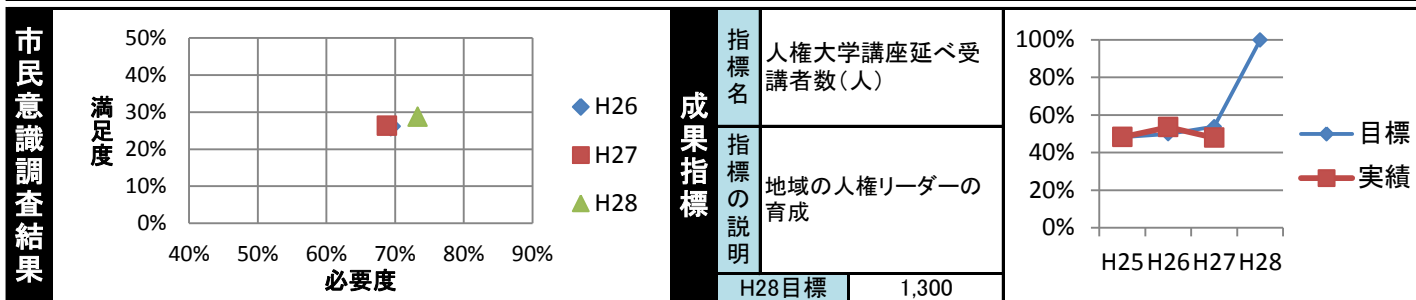 市民意識調査結果
50%
40%
30%
20%
10%
0%
満足度
40% 50% 60% 70% 80% 90%
必要度
H26
H27
H28
成果指標
指標名
人権大学講座延べ受
講者数(人)
指標の説明
地域の人権リーダーの
育成
H28目標 1,300
100%
80%
60%
40%
20%
0%
H25 H26 H27 H28
目標
実績